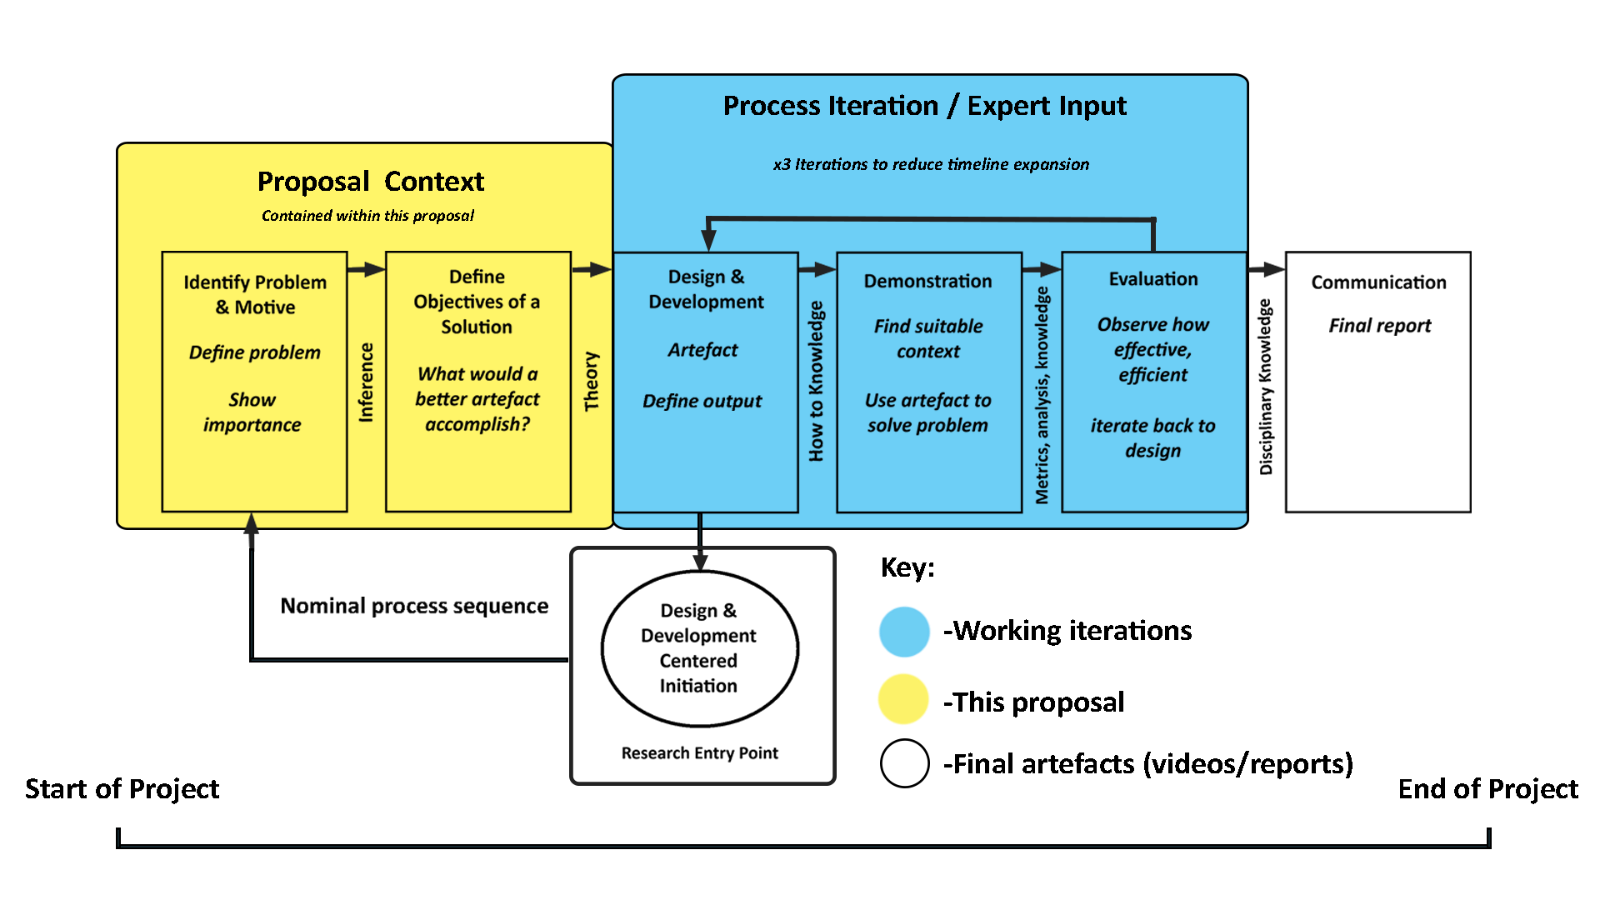 Process Iteration / Expert Input
x3 Iterations to reduce timeline expansion
Proposal Context
Contained within this proposal
Identify Problem
& Motive
Define problem
Show
importance
Inference
Define
Objectives of a
Solution
What would a
better artefact
accomplish?
Theory
Design &
Development
Artefact
Define output
How to Knowledge
Demonstration
Find suitable
context
Use artefact to
solve problem
Metrics, analysis, knowledge
Evaluation
Observe how
effective,
efficient
iterate back to
design
Disciplinary Knowledge
Communication
Final report
Nominal process sequence
Design &
Development
Centered
Initiation
Research Entry Point
Key:
-Working iterations
-This proposal
-Final artefacts (videos/reports)
Start of Project
End of Project